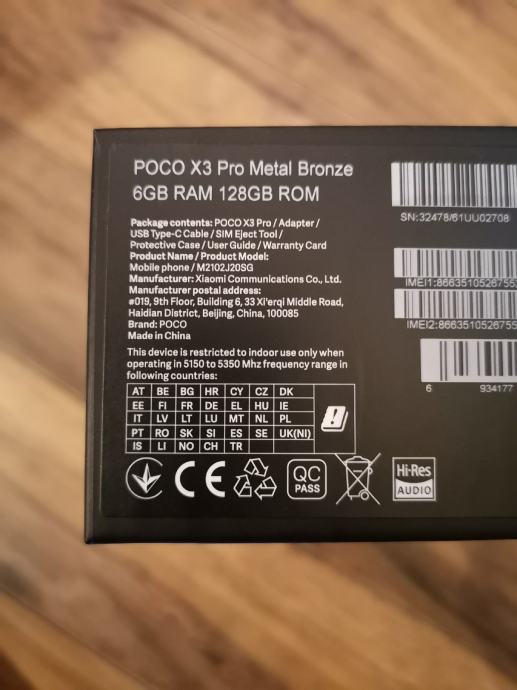 POCO X3 Pro Metal Bronze
6GB RAM 128GB ROM
Package contents: POCO X3 Pro / Adapter /
USB Type-C Cable / SIM Eject Tool /
Protective Case / User Guide / Warranty Card
Product Name / Product Model:
Mobile phone / M2102J20SG
Manufacturer: Xiaomi Communications Co., Ltd.
Manufacturer postal address:
#019, 9th Floor, Building 6, 33 Xi'erqi Middle Road,
Haidian District, Beijing, China, 100085
Brand: POCO
Made in China
This device is restricted to indoor use only when
operating in 5150 to 5350 Mhz frequency range in
following countries:
AT BE BG HR CY CZ DK
EE FI FR DE EL HU IE
IT LV LT LU MT NL PL
PT RO SK SI ES SE UK(NI)
IS LI NO CH TR
CE
QC
PASS
Hi-Res
AUDIO
SN:32478/61UU02708
IMEI1:8663510526755
IMEI2:8663510526755
6 934177